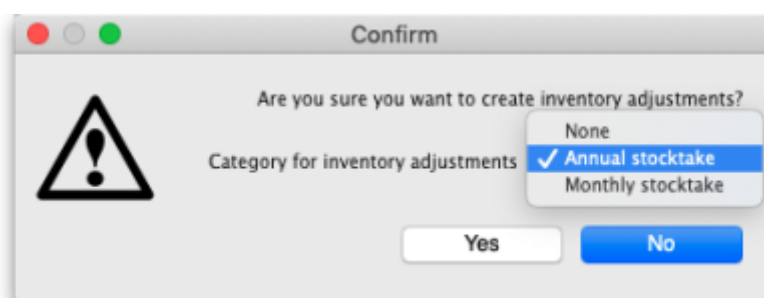 Confirm
Are you sure you want to create inventory adjustments?
None
Category for inventory adjustments ✓ Annual stocktake
Monthly stocktake
Yes No